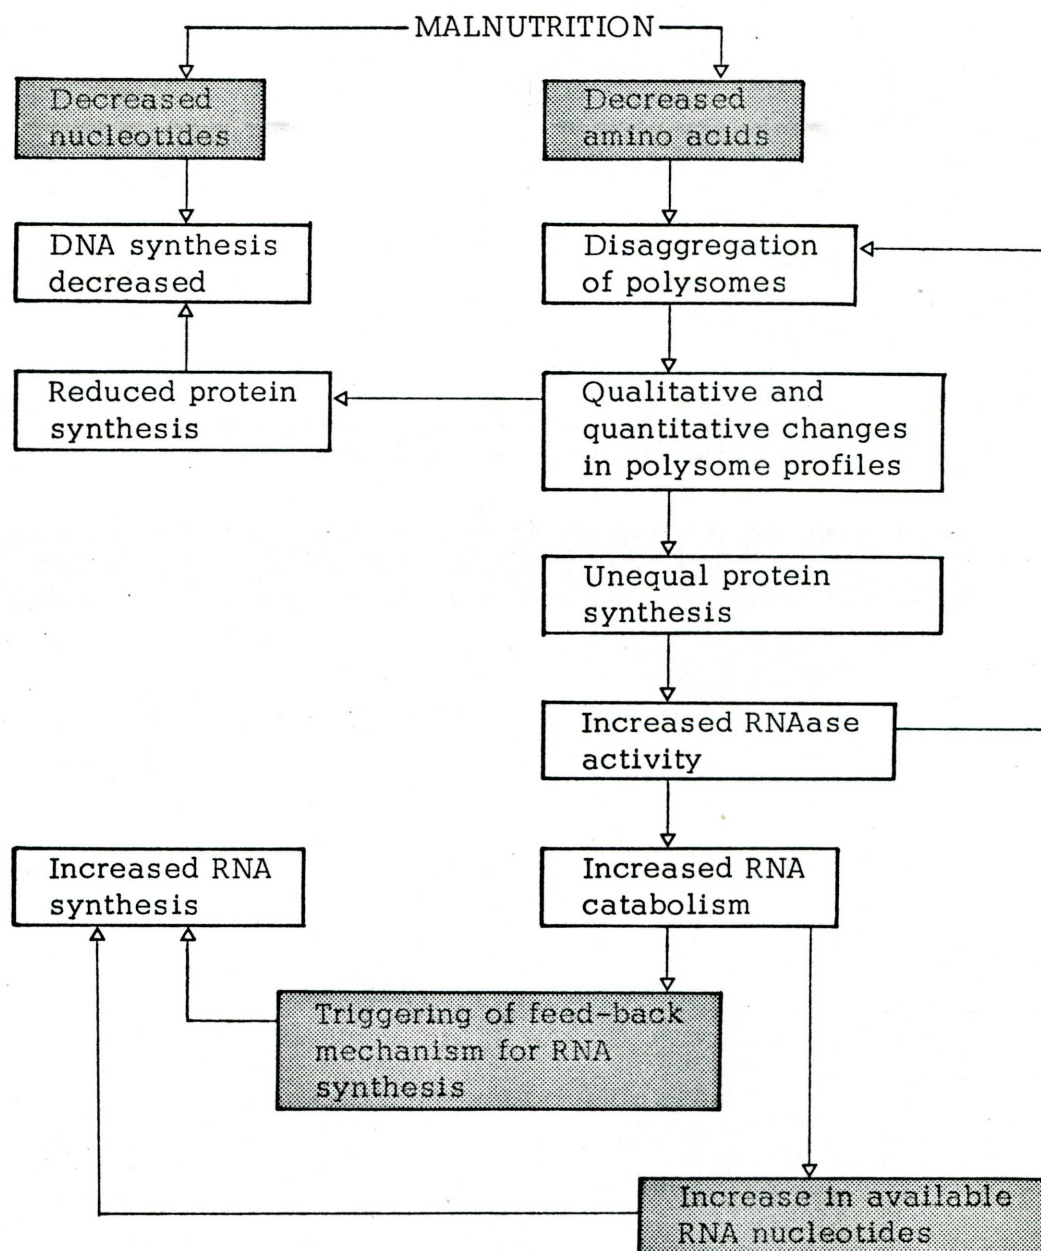 MALNUTRITION
Decreased
nucleotides
Decreased
amino acids
DNA synthesis
decreased
Disaggregation
of polysomes
Reduced protein
synthesis
Qualitative and
quantitative changes
in polysome profiles
Unequal protein
synthesis
Increased RNAase
activity
Increased RNA
synthesis
Increased RNA
catabolism
Triggering of feed-back
mechanism for RNA
synthesis
Increase in available
RNA nucleotides